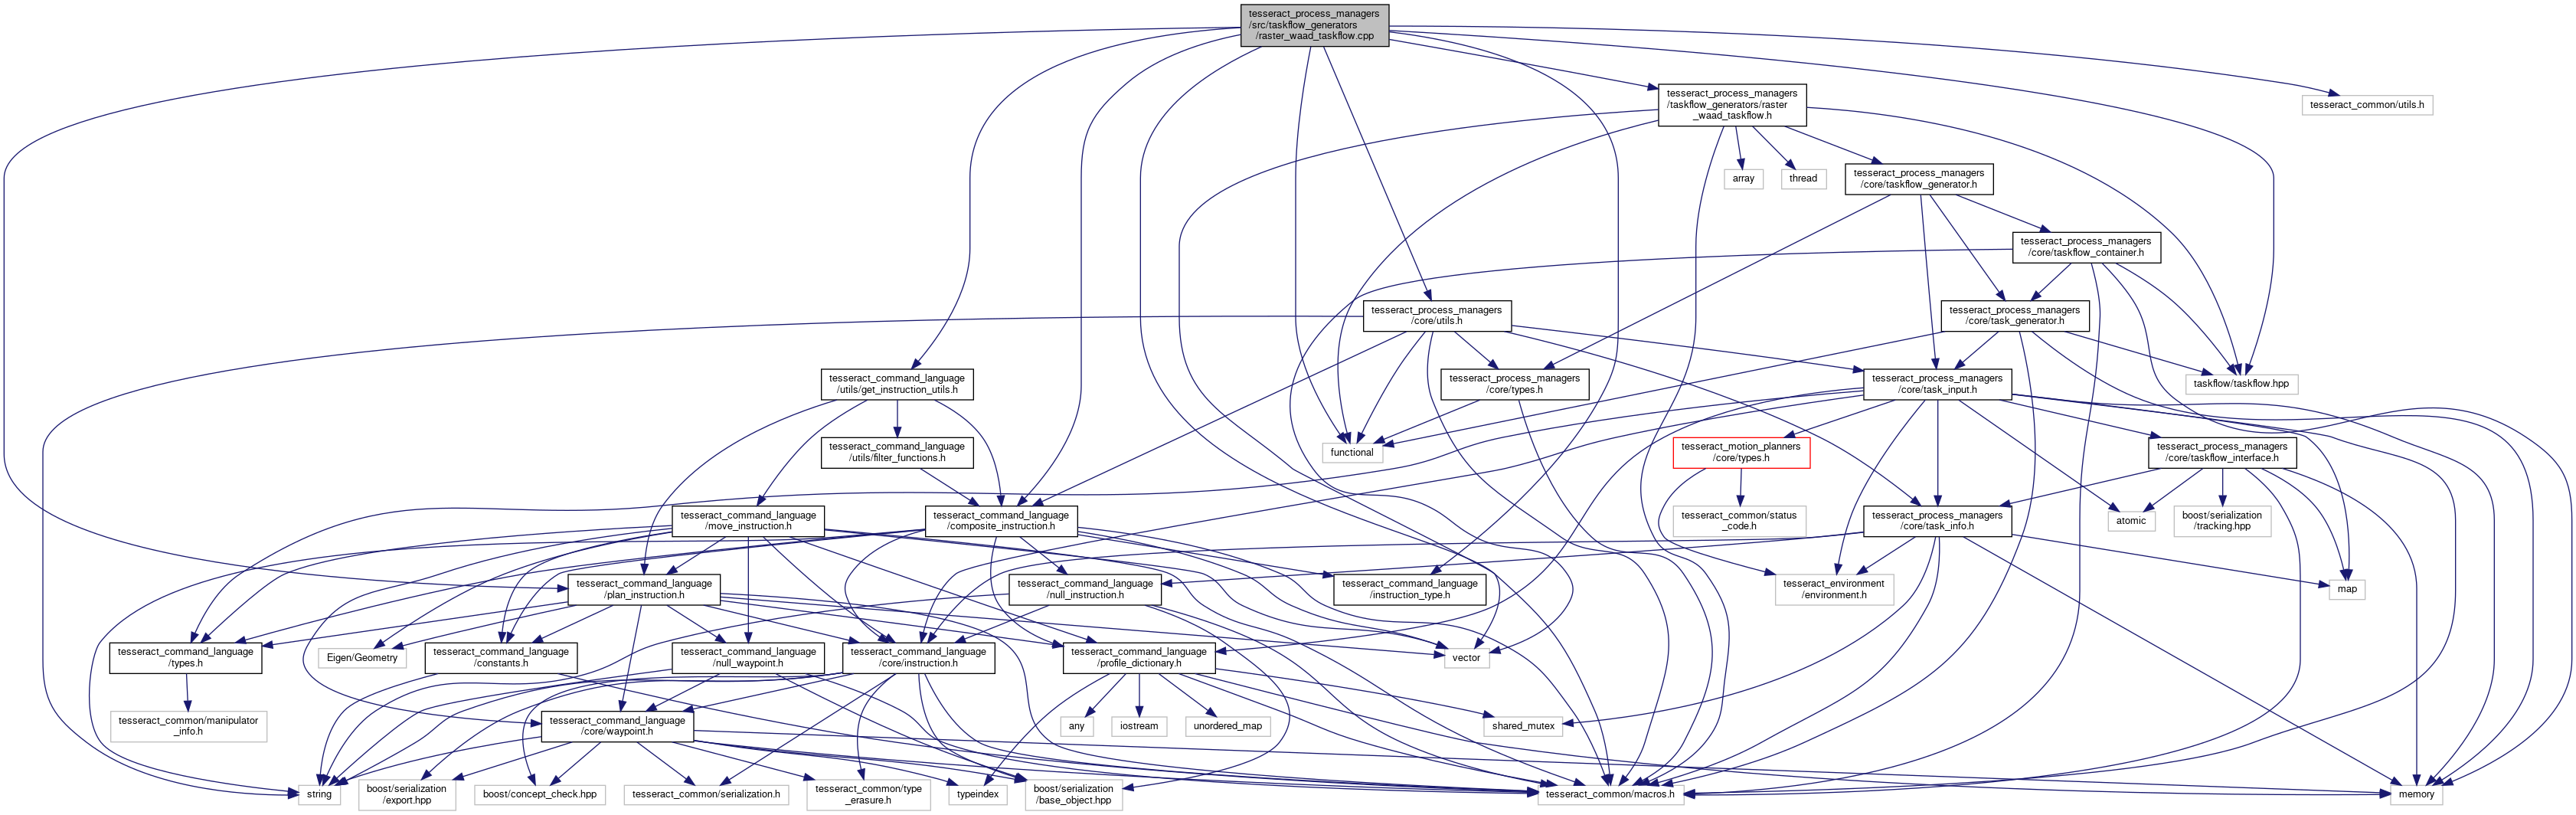 tesseract_process_managers
/src/taskflow_generators
/raster_waad_taskflow.cpp
tesseract_process_managers
/taskflow_generators/raster
_waad_taskflow.h
tesseract_common/utils.h
array
thread
tesseract_process_managers
/core/taskflow_generator.h
tesseract_process_managers
/core/taskflow_container.h
tesseract_process_managers
/core/utils.h
tesseract_process_managers
/core/task_generator.h
tesseract_command_language
/utils/get_instruction_utils.h
tesseract_process_managers
/core/types.h
tesseract_process_managers
/core/task_input.h
taskflow/taskflow.hpp
tesseract_command_language
/utils/filter_functions.h
functional
tesseract_motion_planners
/core/types.h
tesseract_process_managers
/core/taskflow_interface.h
tesseract_command_language
/move_instruction.h
tesseract_command_language
/composite_instruction.h
tesseract_common/status
_code.h
tesseract_process_managers
/core/task_info.h
atomic
boost/serialization
/tracking.hpp
tesseract_command_language
/plan_instruction.h
tesseract_command_language
/null_instruction.h
tesseract_command_language
/instruction_type.h
tesseract_environment
/environment.h
map
tesseract_command_language
/types.h
Eigen/Geometry
tesseract_command_language
/constants.h
tesseract_command_language
/null_waypoint.h
tesseract_command_language
/core/instruction.h
tesseract_command_language
/profile_dictionary.h
vector
tesseract_common/manipulator
_info.h
tesseract_command_language
/core/waypoint.h
any
iostream
unordered_map
shared_mutex
string
boost/serialization
/export.hpp
boost/concept_check.hpp
tesseract_common/serialization.h
tesseract_common/type
_erasure.h
typeindex
boost/serialization
/base_object.hpp
tesseract_common/macros.h
memory